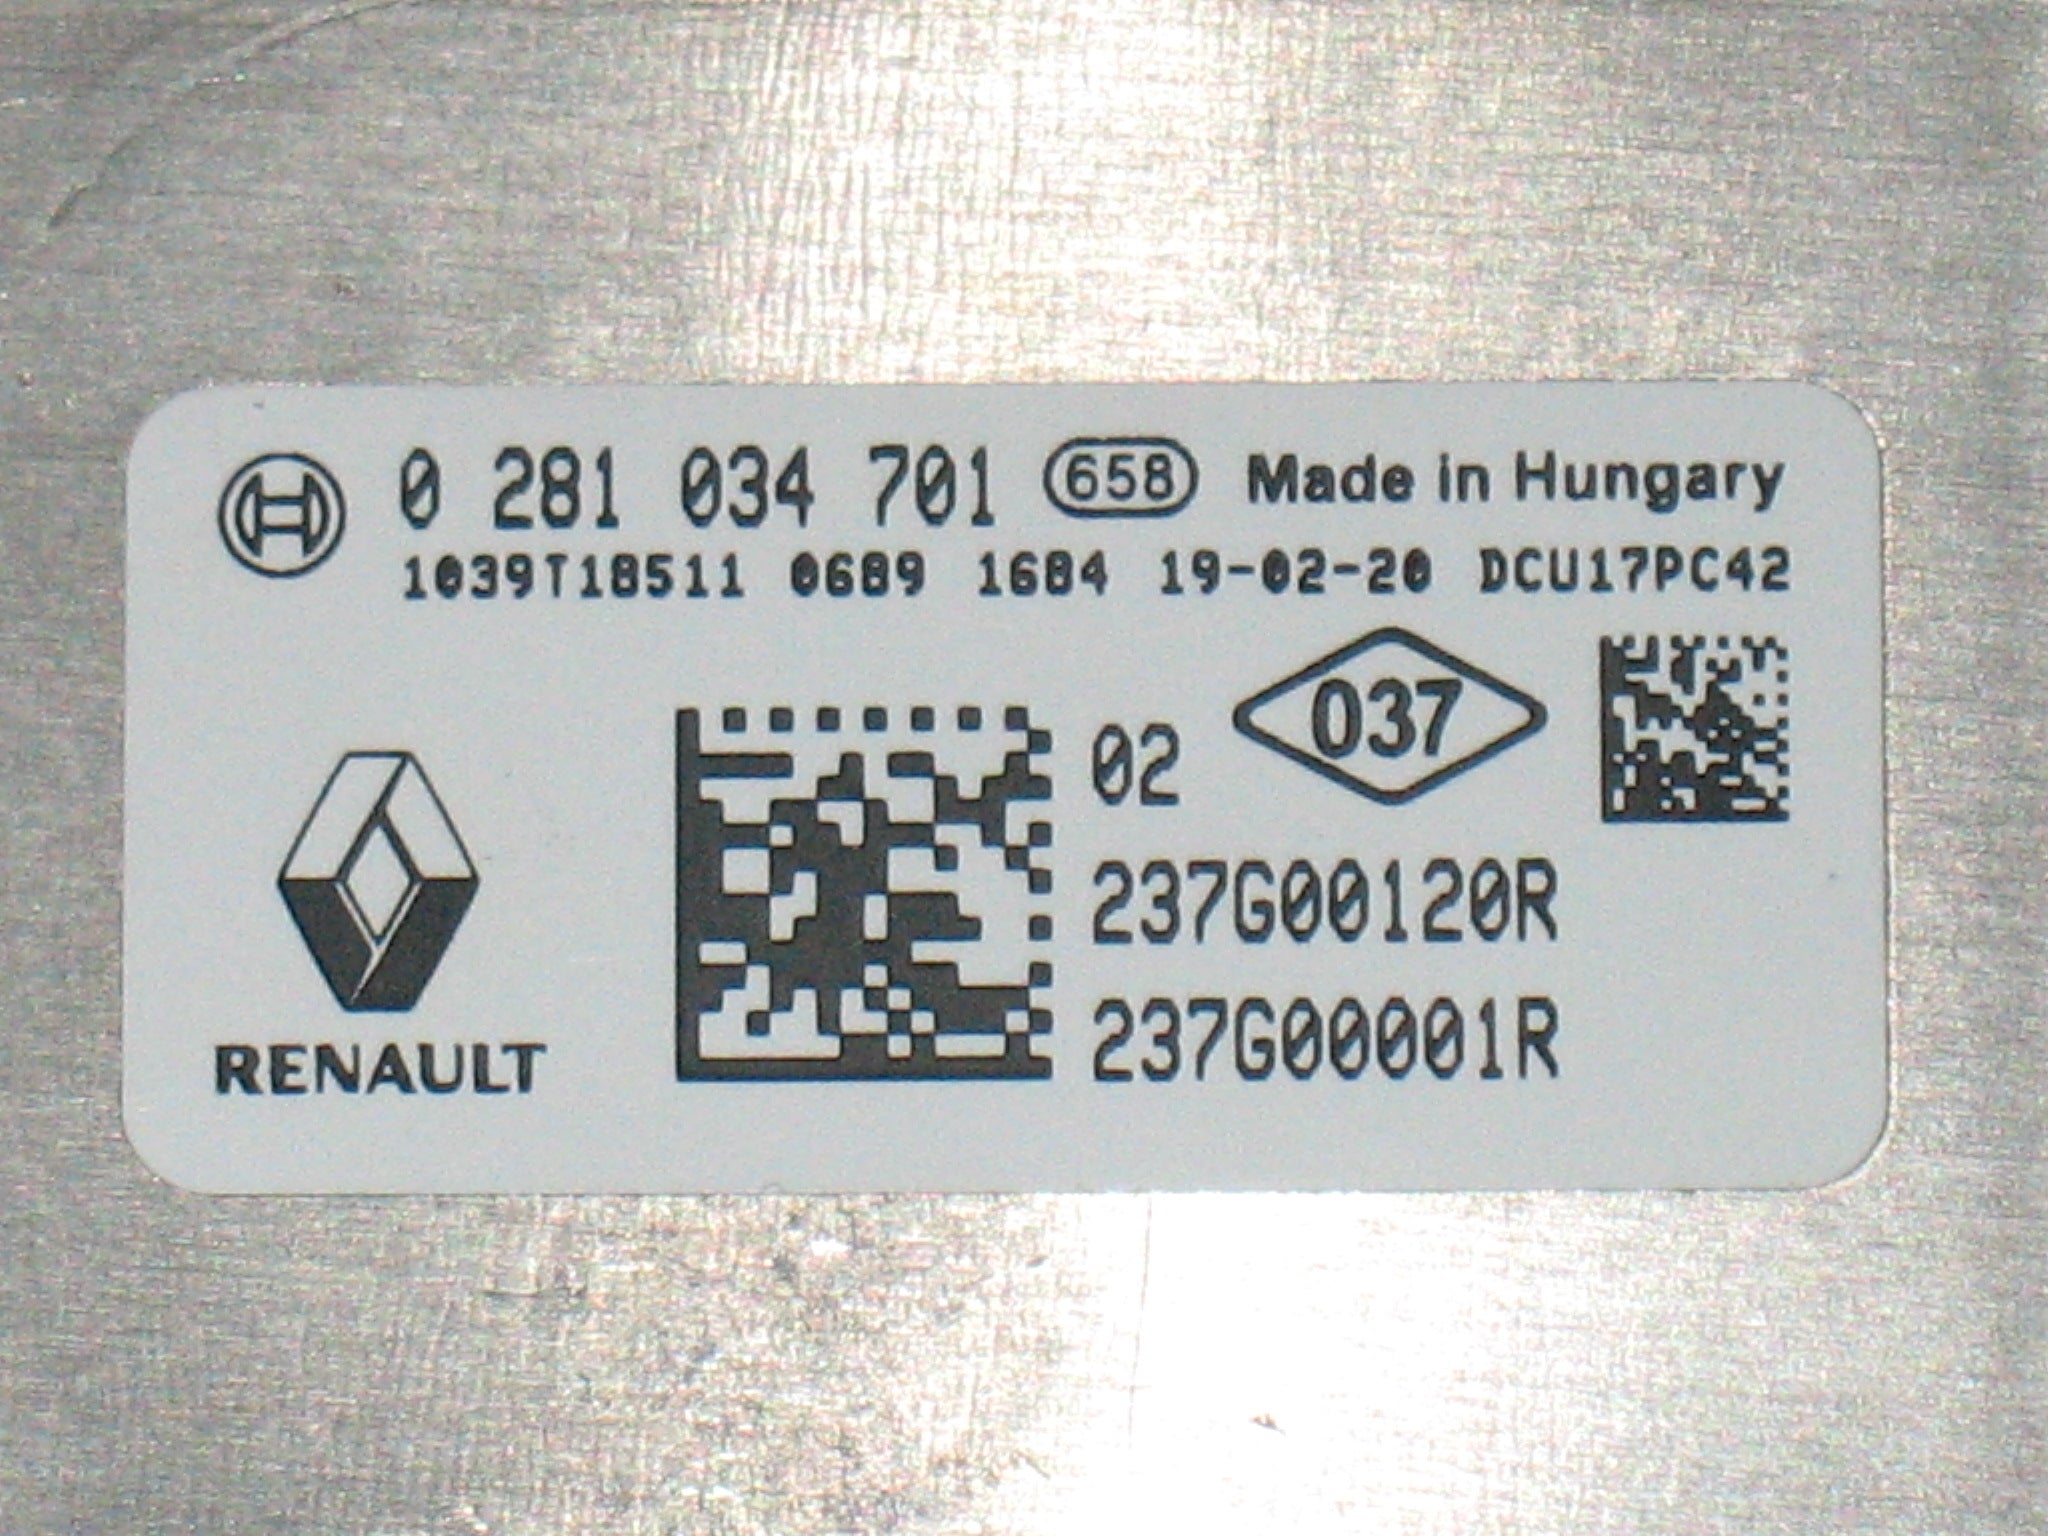 0 281 034 701 658 Made in Hungary
1039T18511 0689 1684 19-02-20 DCU17PC42
02 037
237G00120R
237G00001R
RENAULT